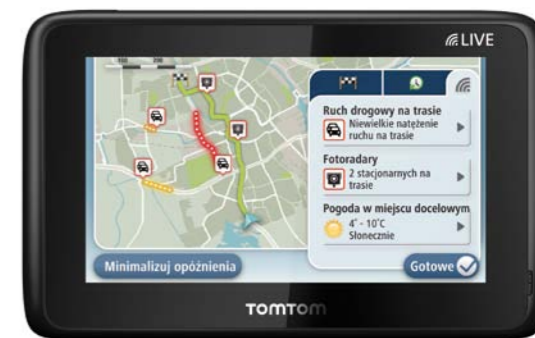 LIVE
Ruch drogowy na trasie
Niewielkie natężenie
ruchu na trasie
Fotoradary
2 stacjonarnych na
trasie
Pogoda w miejscu docelowym
4° - 10°C
Słonecznie
Minimalizuj opóźnienia
Gotowe
TOMTOM